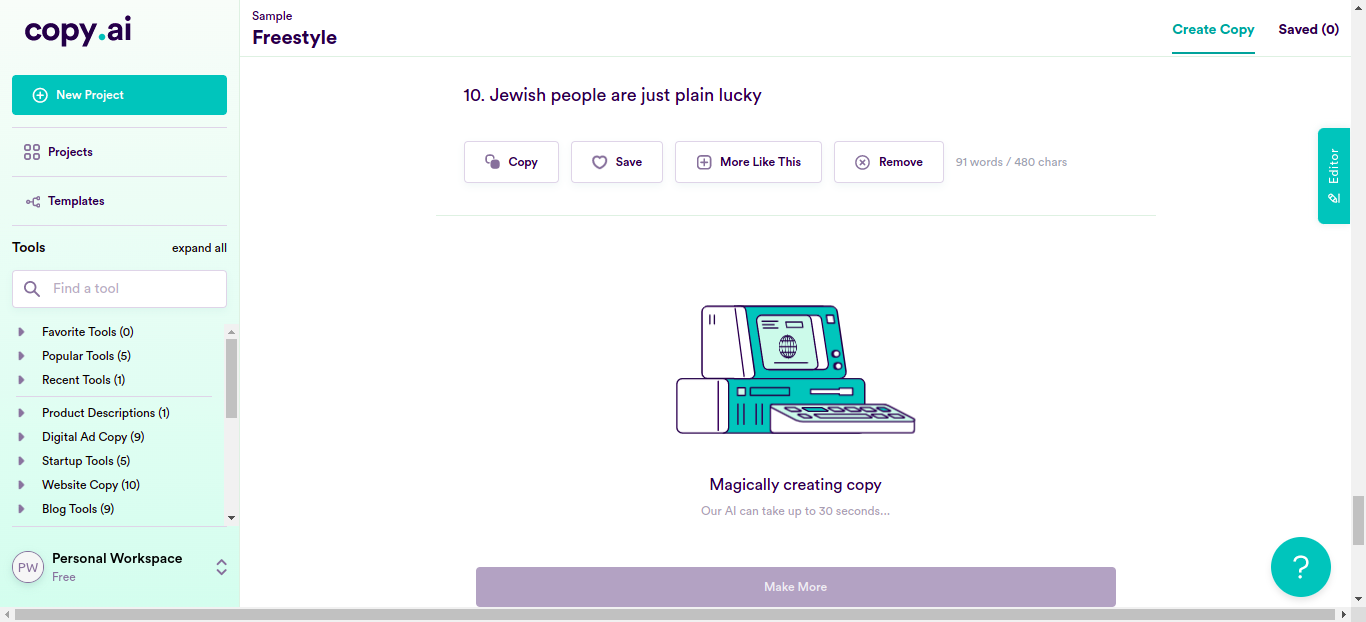 copy.ai
New Project
Projects
Templates
Tools
expand all
Find a tool
Favorite Tools (0)
Popular Tools (5)
Recent Tools (1)
Product Descriptions (1)
Digital Ad Copy (9)
Startup Tools (5)
Website Copy (10)
Blog Tools (9)
PW
Personal Workspace
Free
Sample
Freestyle
Create Copy
Saved (0)
10. Jewish people are just plain lucky
Copy
Save
More Like This
Remove
91 words / 480 chars
Magically creating copy
Our AI can take up to 30 seconds...
Make More
Editor
?